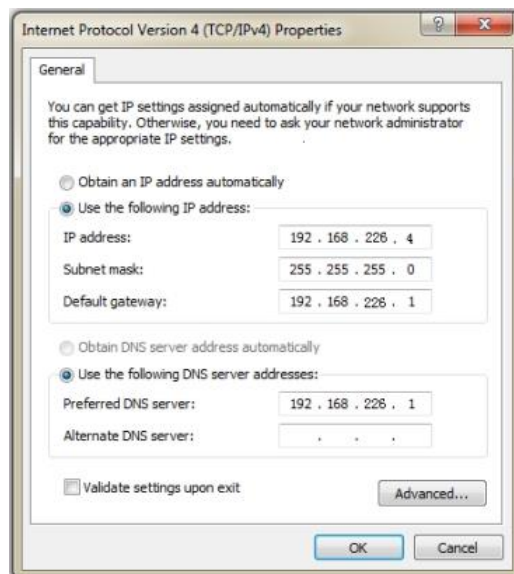 Internet Protocol Version 4 (TCP/IPv4) Properties
?
General
You can get IP settings assigned automatically if your network supports
this capability. Otherwise, you need to ask your network administrator
for the appropriate IP settings.
Obtain an IP address automatically
Use the following IP address:
IP address: 192 . 168 . 226 . 4
Subnet mask: 255 . 255 . 255 . 0
Default gateway: 192 . 168 . 226 . 1
Obtain DNS server address automatically
Use the following DNS server addresses:
Preferred DNS server: 192 . 168 . 226 . 1
Alternate DNS server: . . .
Validate settings upon exit
Advanced...
OK Cancel